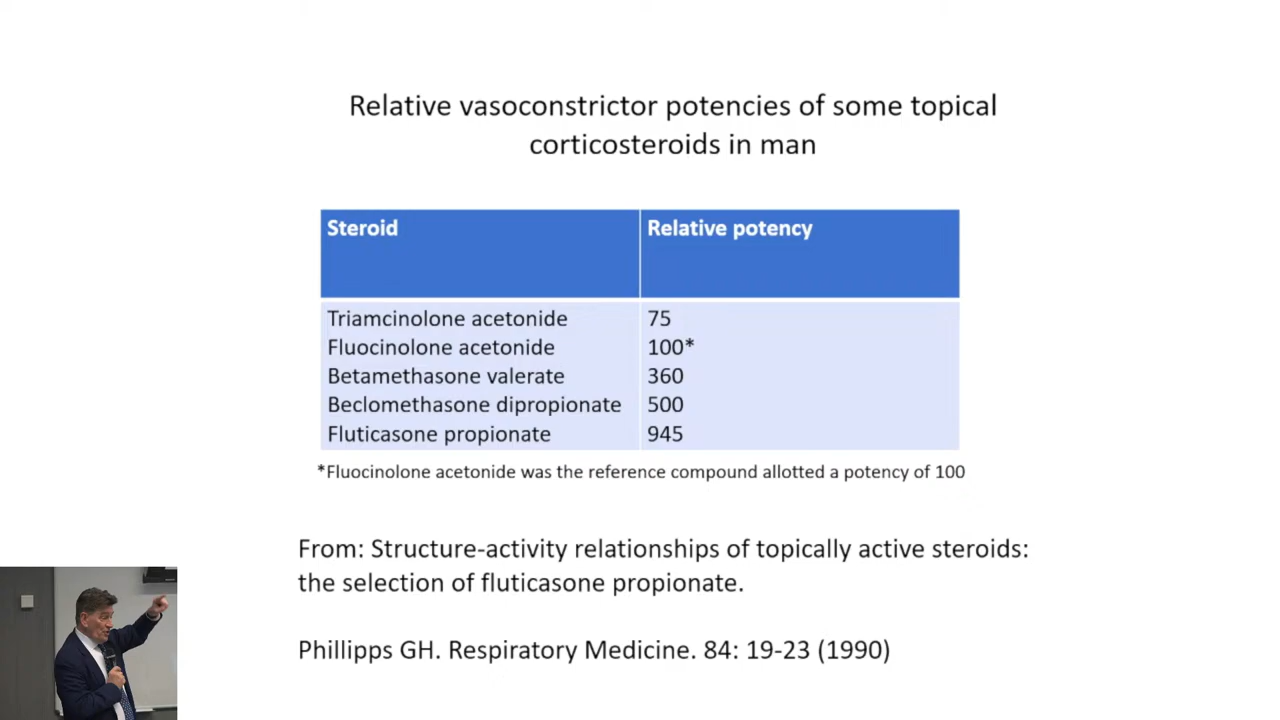 Relative vasoconstrictor potencies of some topical
corticosteroids in man
Steroid Relative potency
Triamcinolone acetonide 75
Fluocinolone acetonide 100*
Betamethasone valerate 360
Beclomethasone dipropionate 500
Fluticasone propionate 945
*Fluocinolone acetonide was the reference compound allotted a potency of 100
From: Structure-activity relationships of topically active steroids:
the selection of fluticasone propionate.
Phillipps GH. Respiratory Medicine. 84: 19-23 (1990)